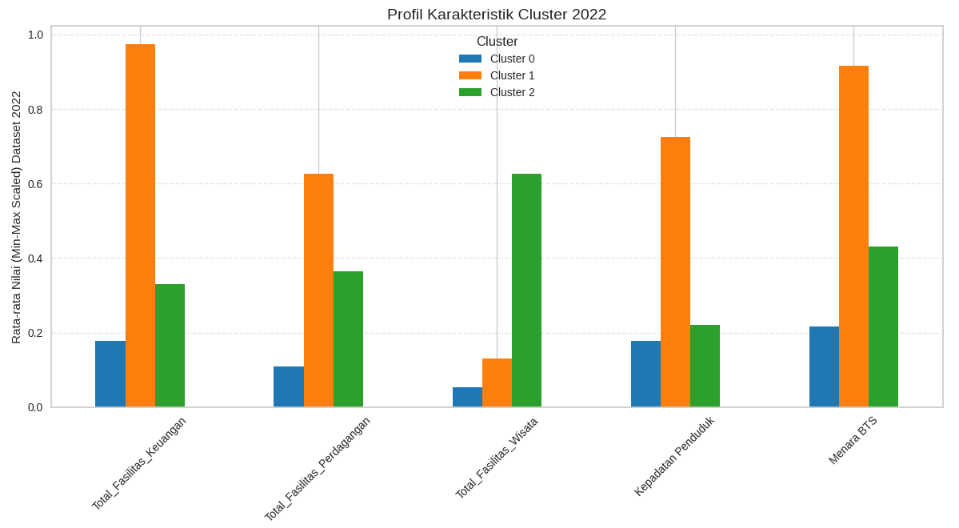 Profil Karakteristik Cluster 2022
Rata-rata Nilai (Min-Max Scaled) Dataset 2022
1.0
0.8
0.6
0.4
0.2
0.0
Cluster
Cluster 0
Cluster 1
Cluster 2
Total_Fasilitas_Keuangan
Total_Fasilitas_Perdagangan
Total_Fasilitas_Wisata
Kepadatan Penduduk
Menara BTS